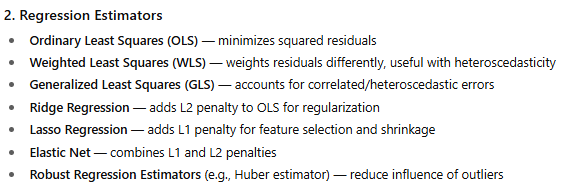 2. Regression Estimators
• Ordinary Least Squares (OLS) — minimizes squared residuals
• Weighted Least Squares (WLS) — weights residuals differently, useful with heteroscedasticity
• Generalized Least Squares (GLS) — accounts for correlated/heteroscedastic errors
• Ridge Regression — adds L2 penalty to OLS for regularization
• Lasso Regression — adds L1 penalty for feature selection and shrinkage
• Elastic Net — combines L1 and L2 penalties
• Robust Regression Estimators (e.g., Huber estimator) — reduce influence of outliers